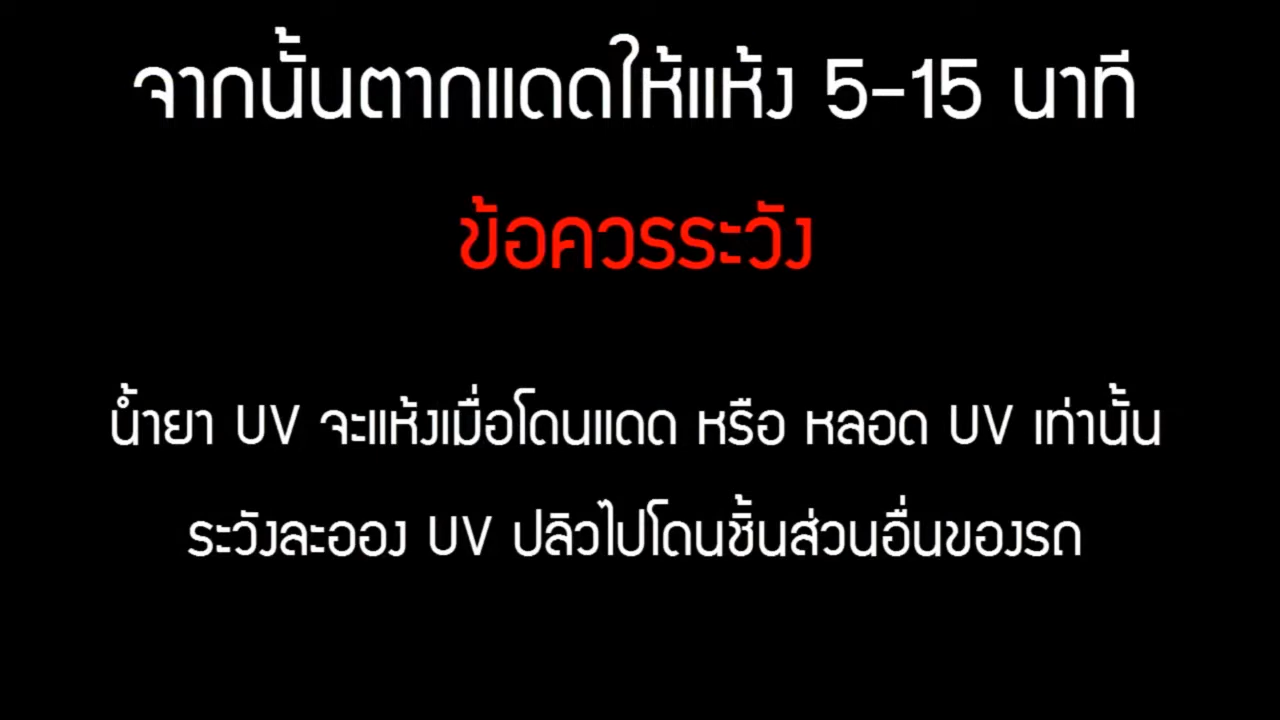 จากนั้นตากแดดให้แห้ง 5-15 นาที
ข้อควรระวัง
น้ำยา UV จะแห้งเมื่อโดนแดด หรือ หลอด UV เท่านั้น
ระวังละออง UV ปลิวไปโดนชิ้นส่วนอื่นของรถ